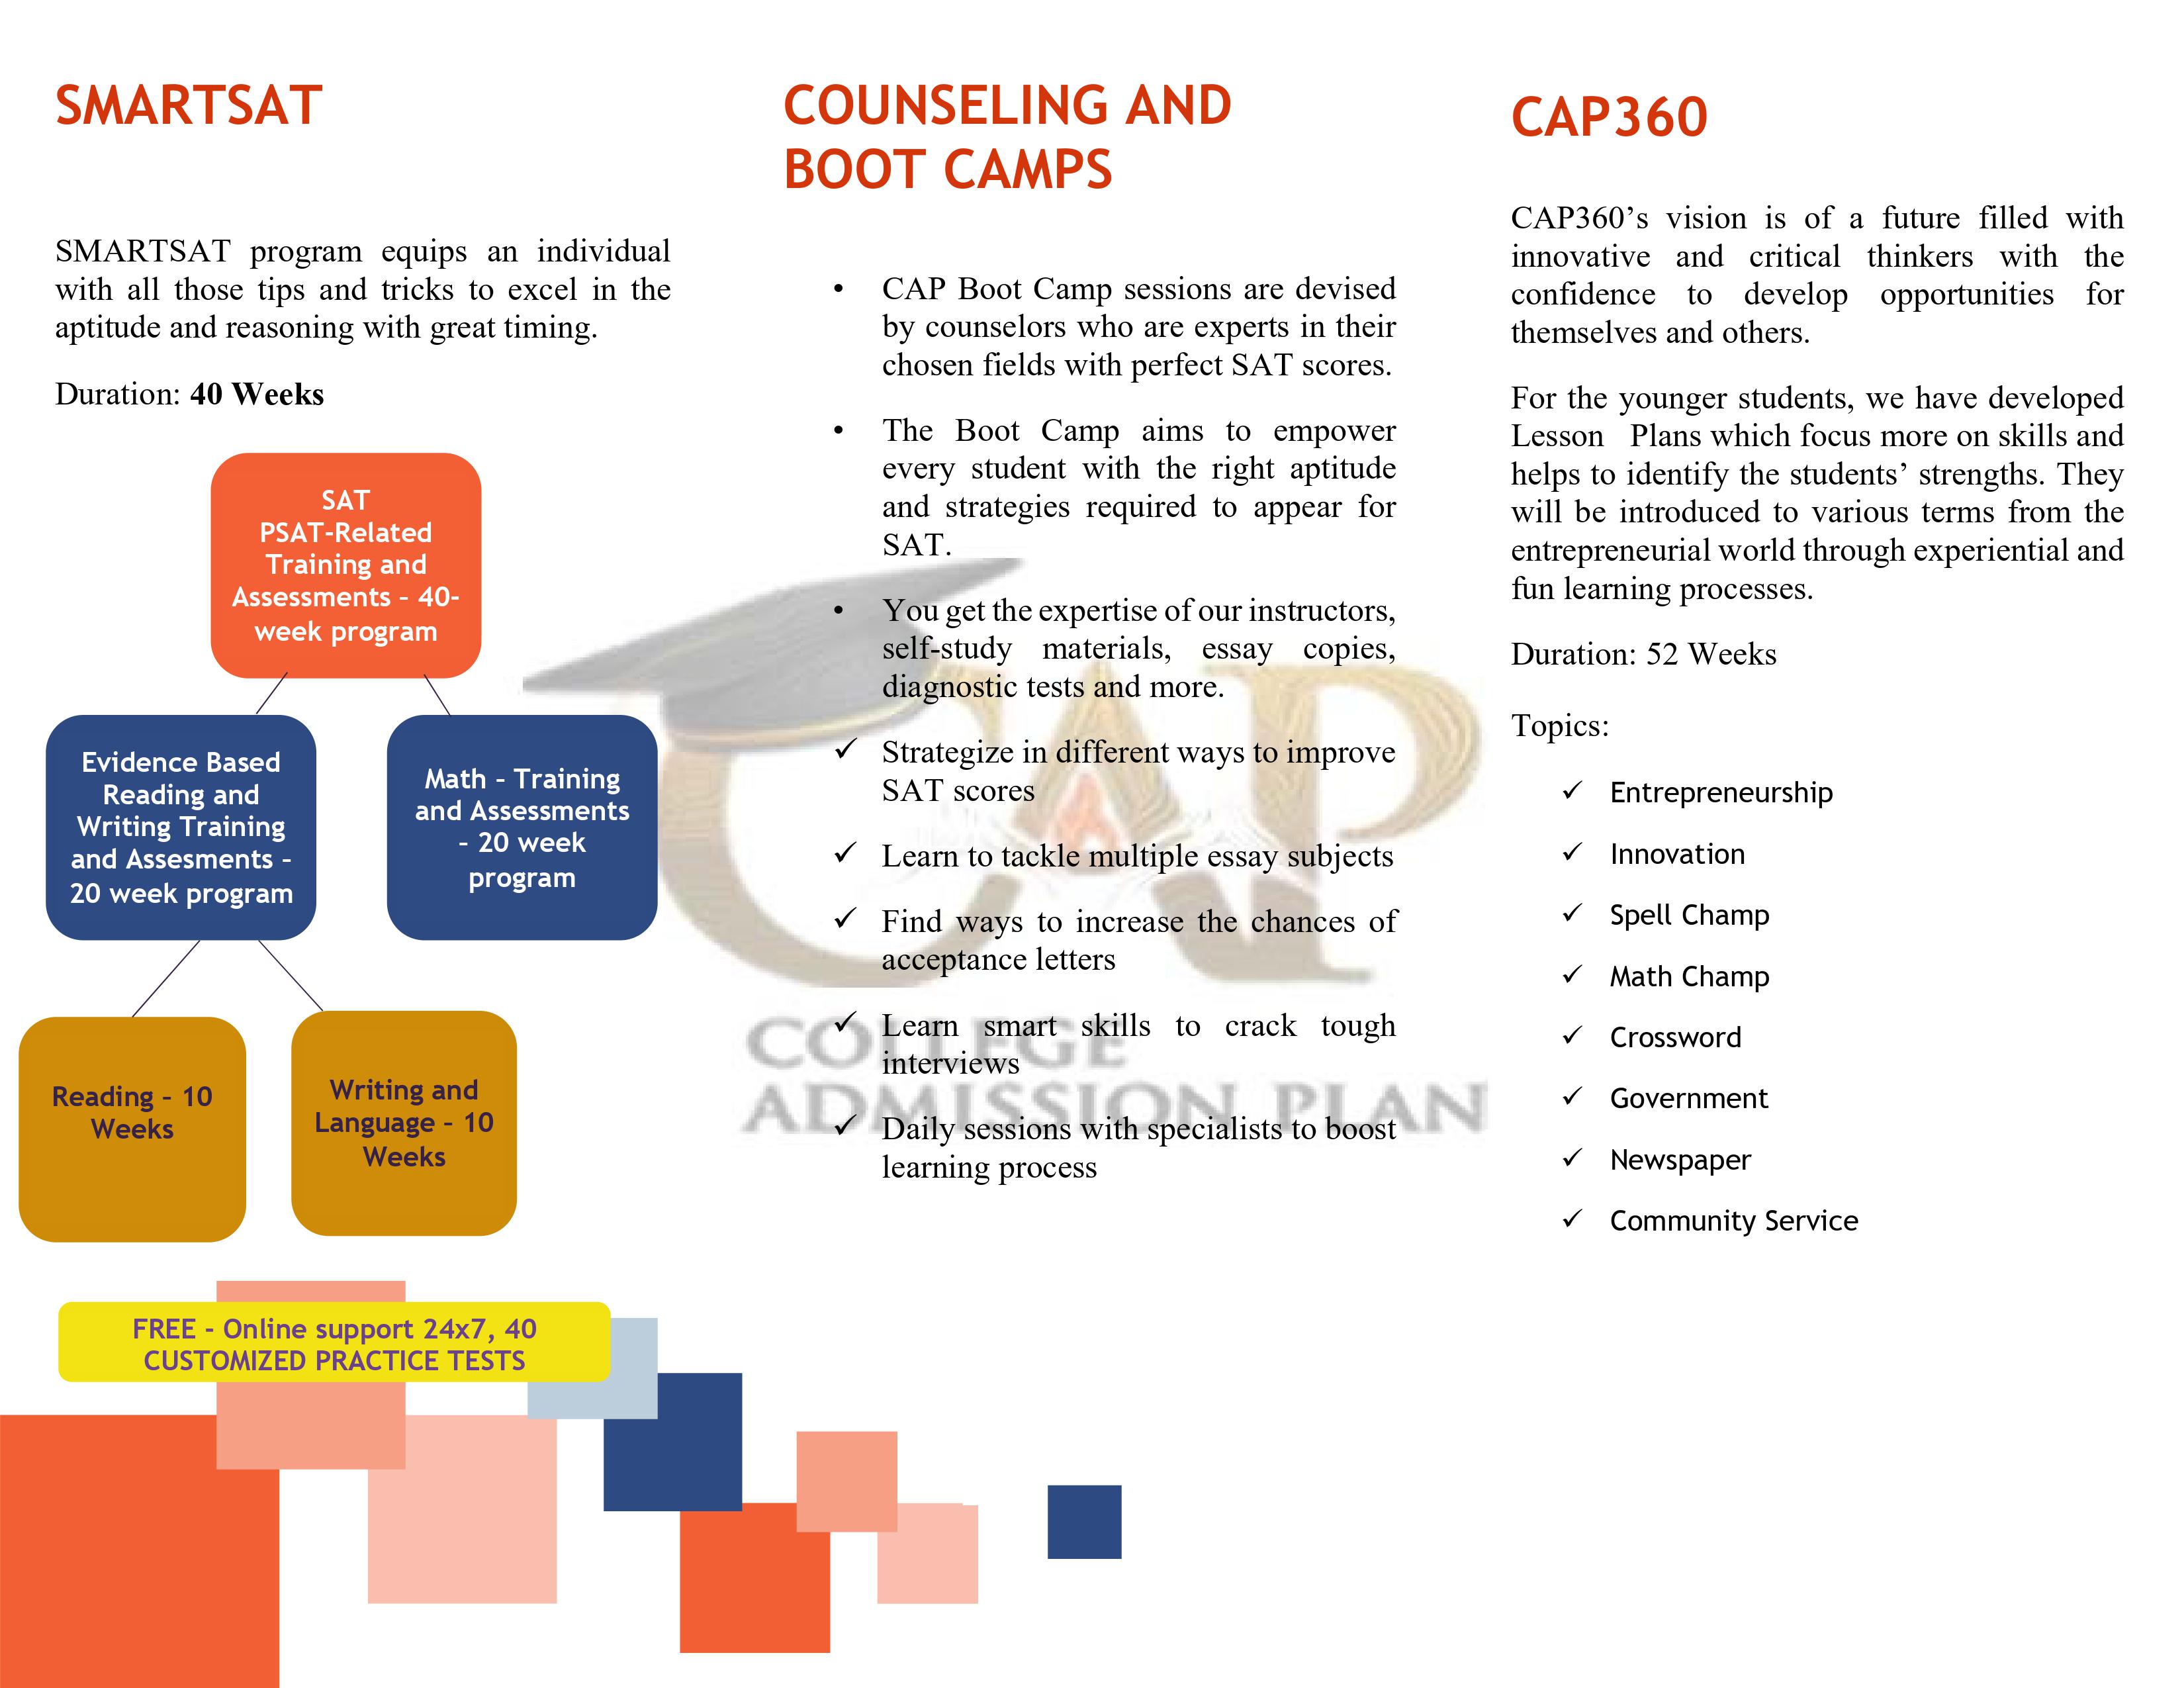 SMARTSAT
SMARTSAT program equips an individual
with all those tips and tricks to excel in the
aptitude and reasoning with great timing.
Duration: 40 Weeks
SAT
PSAT-Related
Training and
Assessments – 40-
week program
Evidence Based
Reading and
Writing Training
and Assesments –
20 week program
Math – Training
and Assessments
– 20 week
program
Reading – 10
Weeks
Writing and
Language – 10
Weeks
FREE - Online support 24x7, 40
CUSTOMIZED PRACTICE TESTS
COUNSELING AND
BOOT CAMPS
• CAP Boot Camp sessions are devised
by counselors who are experts in their
chosen fields with perfect SAT scores.
• The Boot Camp aims to empower
every student with the right aptitude
and strategies required to appear for
SAT.
• You get the expertise of our instructors,
self-study materials, essay copies,
diagnostic tests and more.
✓ Strategize in different ways to improve
SAT scores
✓ Learn to tackle multiple essay subjects
✓ Find ways to increase the chances of
acceptance letters
✓ Learn smart skills to crack tough
interviews
✓ Daily sessions with specialists to boost
learning process
CAP
COLLEGE
ADMISSION PLAN
CAP360
CAP360’s vision is of a future filled with
innovative and critical thinkers with the
confidence to develop opportunities for
themselves and others.
For the younger students, we have developed
Lesson Plans which focus more on skills and
helps to identify the students’ strengths. They
will be introduced to various terms from the
entrepreneurial world through experiential and
fun learning processes.
Duration: 52 Weeks
Topics:
✓ Entrepreneurship
✓ Innovation
✓ Spell Champ
✓ Math Champ
✓ Crossword
✓ Government
✓ Newspaper
✓ Community Service